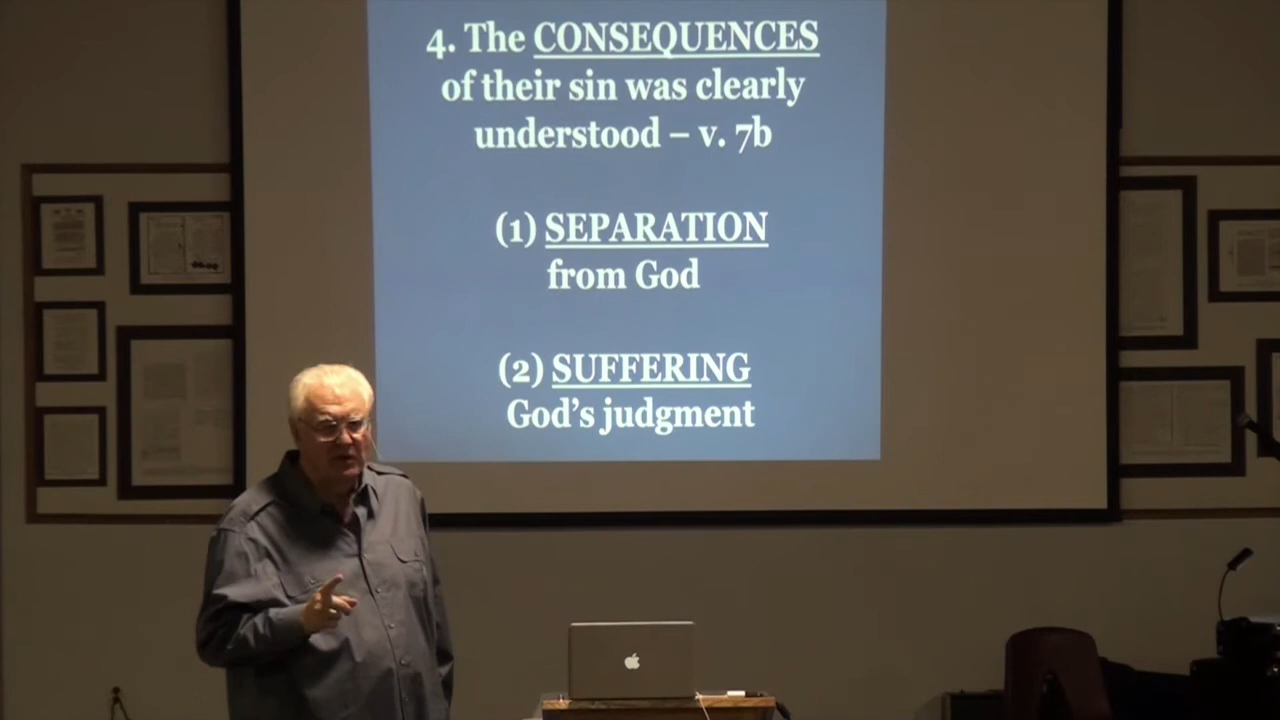 4. The CONSEQUENCES
of their sin was clearly
understood – v. 7b
(1) SEPARATION
from God
(2) SUFFERING
God's judgment